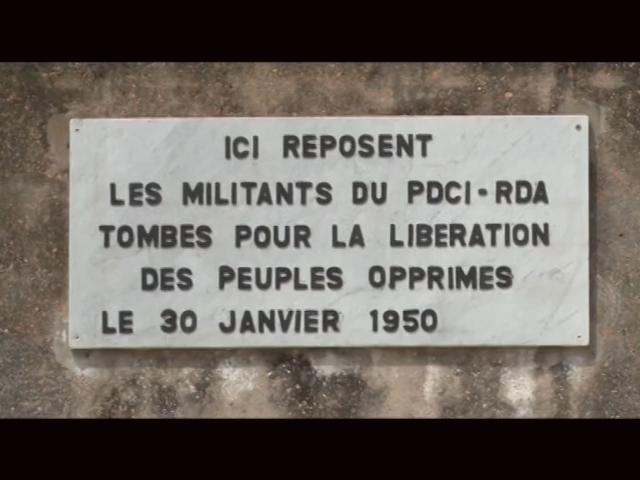 ICI REPOSENT
LES MILITANTS DU PDCI-RDA
TOMBES POUR LA LIBERATION
DES PEUPLES OPPRIMES
LE 30 JANVIER 1950